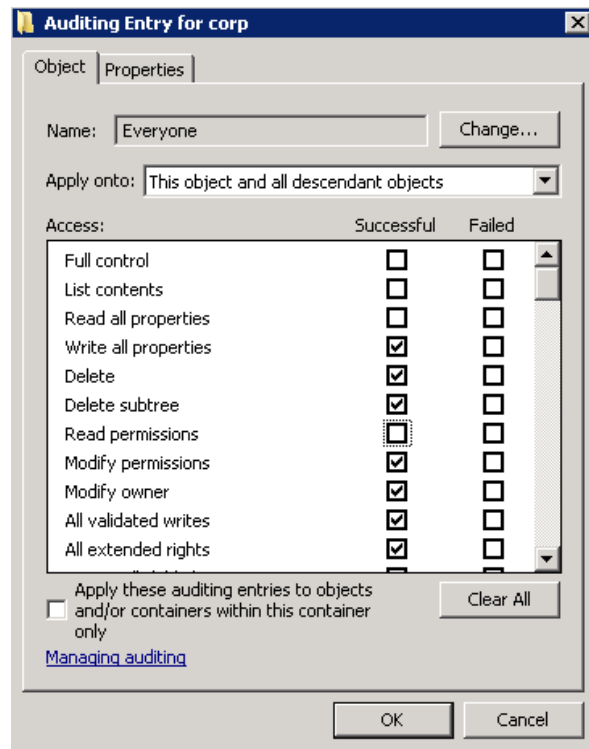 Auditing Entry for corp
Object
Properties
Name:
Everyone
Change...
Apply onto:
This object and all descendant objects
Access:
Successful
Failed
Full control
List contents
Read all properties
Write all properties
Delete
Delete subtree
Read permissions
Modify permissions
Modify owner
All validated writes
All extended rights
Apply these auditing entries to objects
and/or containers within this container
only
Clear All
Managing auditing
OK
Cancel